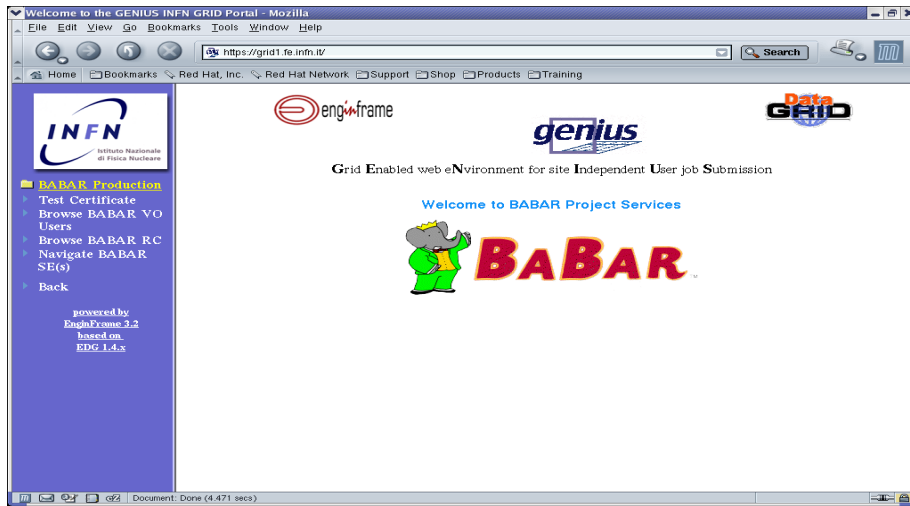 Welcome to the GENIUS INFN GRID Portal - Mozilla
File Edit View Go Bookmarks Tools Window Help
https://grid1.fe.infn.it/
Search
Home Bookmarks Red Hat, Inc. Red Hat Network Support Shop Products Training
INFN
Istituto Nazionale
di Fisica Nucleare
BABAR Production
Test Certificate
Browse BABAR VO
Users
Browse BABAR RC
Navigate BABAR
SE(s)
Back
powered by
EnginFrame 3.2
based on
EDG 1.4.x
enginframe
genius
Data
GRID
Grid Enabled web eNvironment for site Independent User job Submission
Welcome to BABAR Project Services
BABAR
Document: Done (4.471 secs)